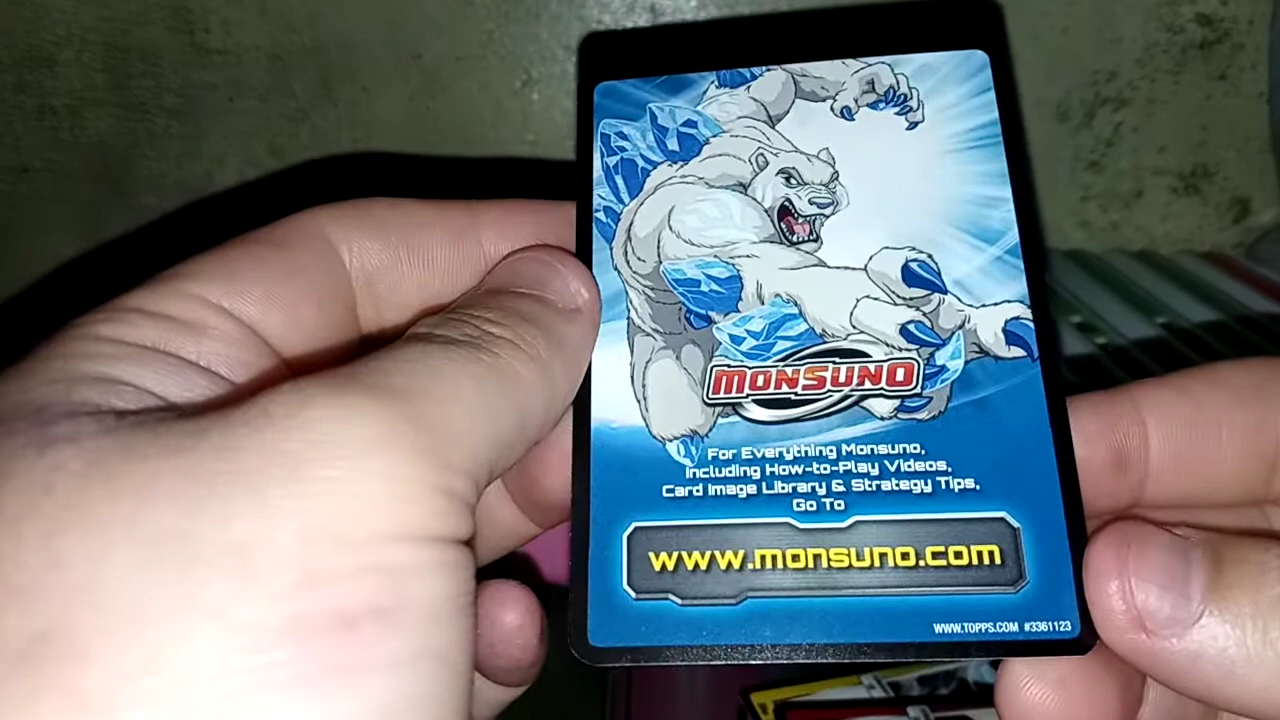 MONSUNO
For Everything Monsuno,
Including How-to-Play Videos,
Card Image Library & Strategy Tips,
Go To
www.monsuno.com
WWW.TOPPS.COM #3361123